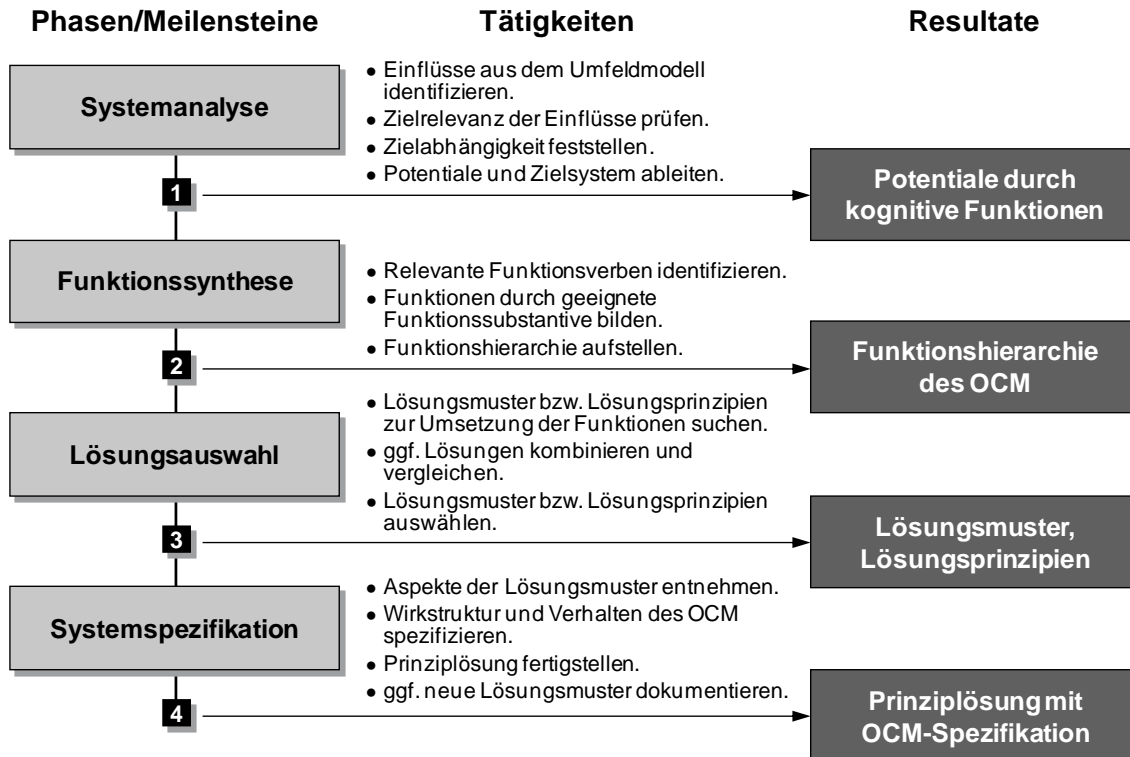 Phasen/Meilensteine
Tätigkeiten
Resultate
Systemanalyse
• Einflüsse aus dem Umfeldmodell
identifizieren.
• Zielrelevanz der Einflüsse prüfen.
• Zielabhängigkeit feststellen.
• Potentiale und Zielsystem ableiten.
1
Potentiale durch
kognitive Funktionen
Funktionssynthese
• Relevante Funktionsverben identifizieren.
• Funktionen durch geeignete
Funktionssubstantive bilden.
• Funktionshierarchie aufstellen.
2
Funktionshierarchie
des OCM
Lösungsauswahl
• Lösungsmuster bzw. Lösungsprinzipien
zur Umsetzung der Funktionen suchen.
• ggf. Lösungen kombinieren und
vergleichen.
• Lösungsmuster bzw. Lösungsprinzipien
auswählen.
3
Lösungsmuster,
Lösungsprinzipien
Systemspezifikation
• Aspekte der Lösungsmuster entnehmen.
• Wirkstruktur und Verhalten des OCM
spezifizieren.
• Prinziplösung fertigstellen.
• ggf. neue Lösungsmuster dokumentieren.
4
Prinziplösung mit
OCM-Spezifikation